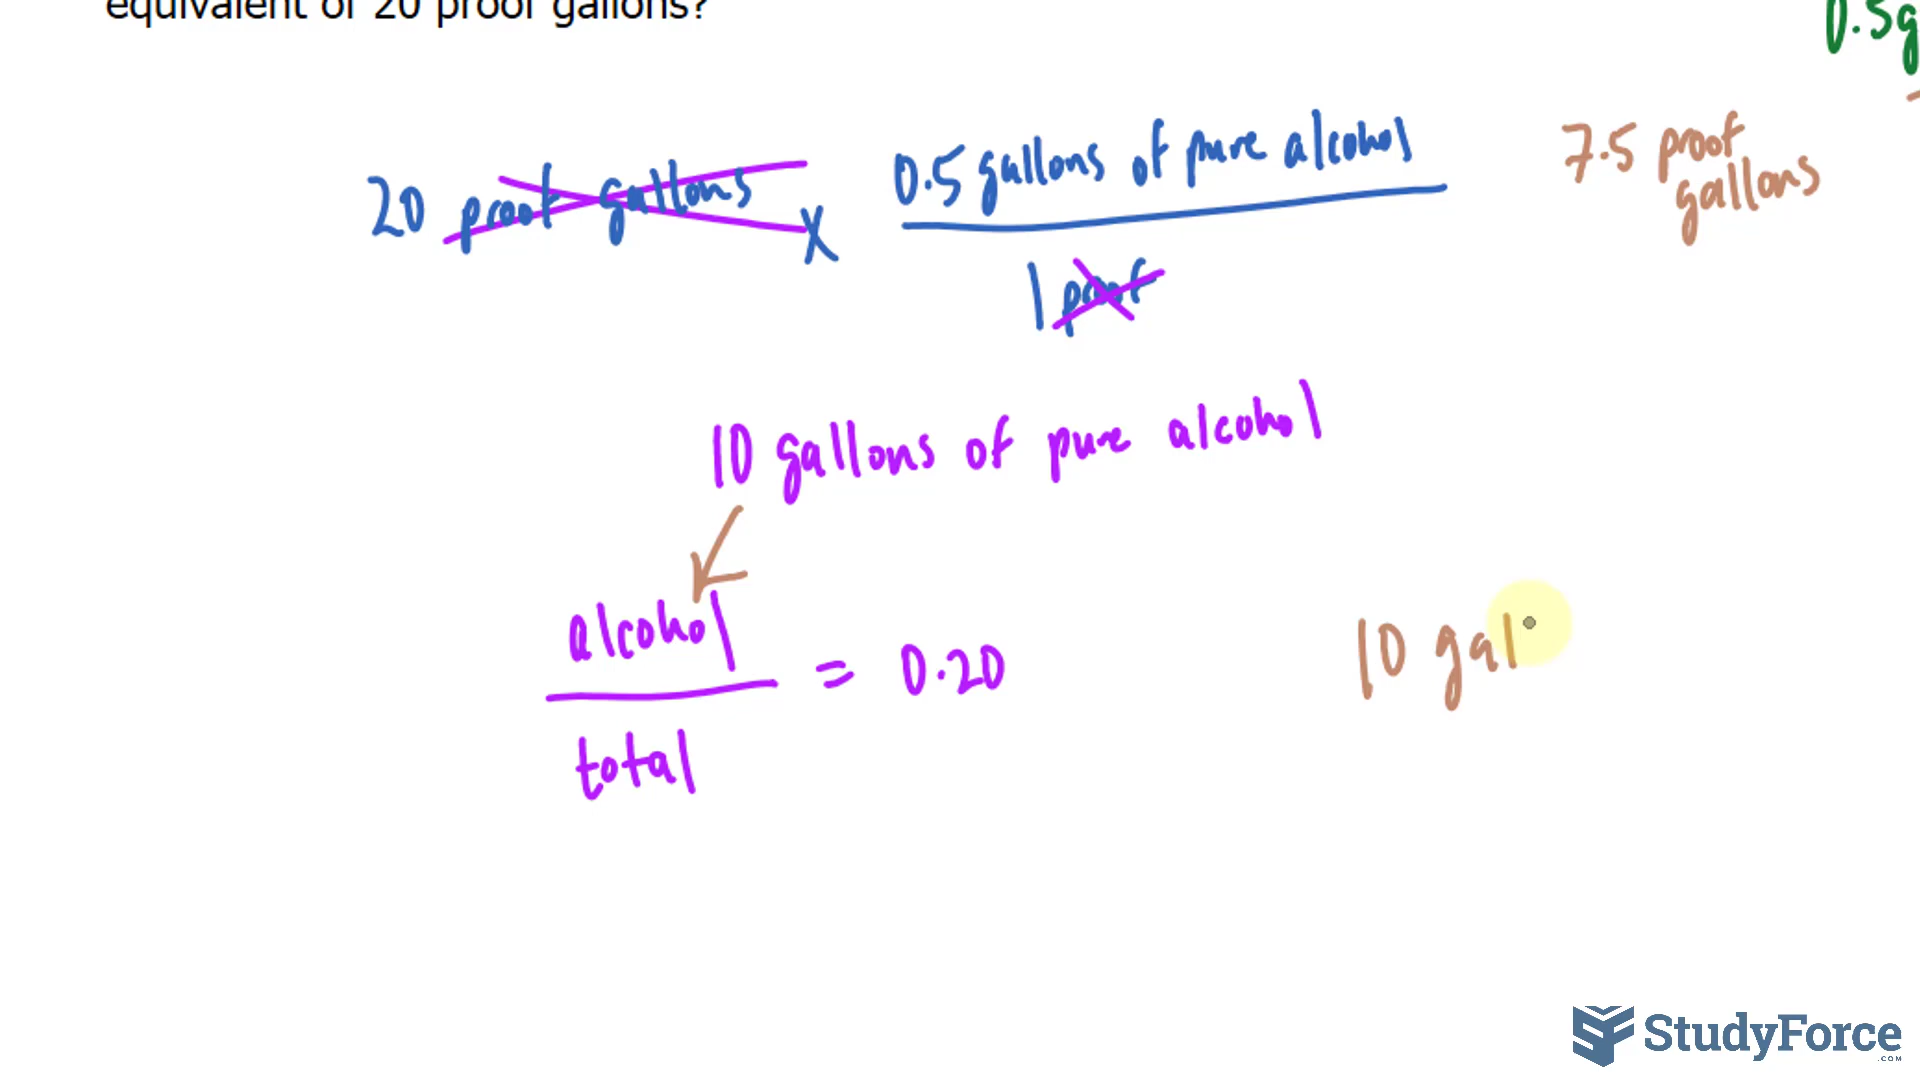 equivalent of 20 proof gallons?
0.5g
20 proof gallons x 0.5 gallons of pure alcohol
1 proof
7.5 proof
gallons
10 gallons of pure alcohol
alcohol
total
= 0.20
10 gal
StudyForce
.COM